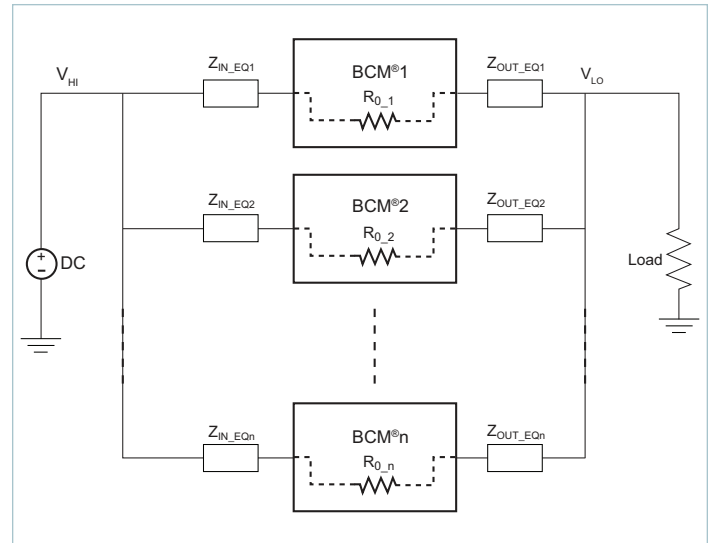 V_HI
Z_IN_EQ1
BCM®1
R_0_1
Z_OUT_EQ1
V_LO
Z_IN_EQ2
BCM®2
R_0_2
Z_OUT_EQ2
+
−
DC
Load
Z_IN_EQn
BCM®n
R_0_n
Z_OUT_EQn